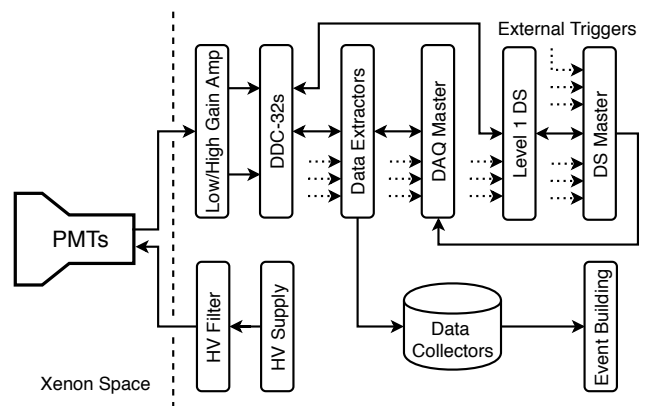 External Triggers
Low/High Gain Amp
DDC-32s
Data Extractors
DAQ Master
Level 1 DS
DS Master
PMTs
HV Filter
HV Supply
Data
Collectors
Event Building
Xenon Space